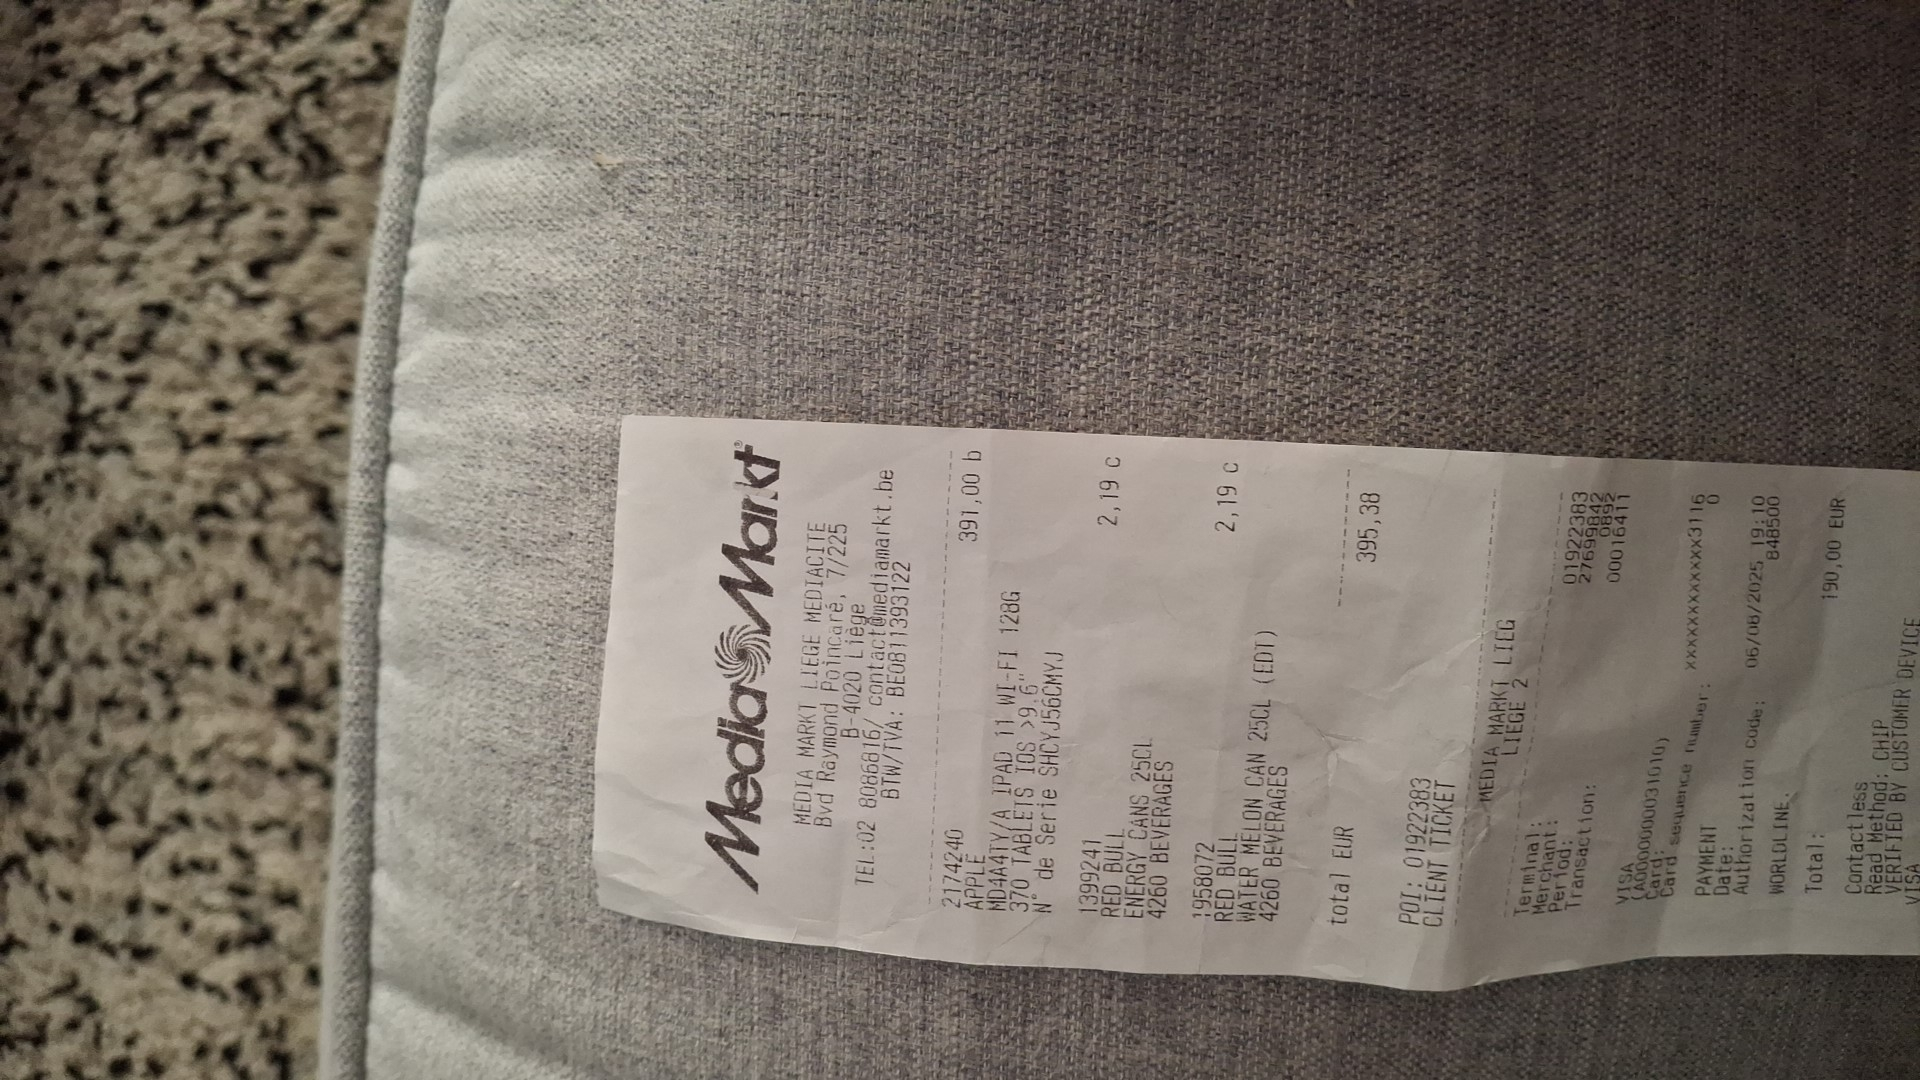 MediaMarkt®
MEDIA MARKT LIEGE MEDIACITE
Bvd Raymond Poincaré, 7/225
B-4020 Liège
TEL:02 8086816/ contact@mediamarkt.be
BTW/TVA: BE0811393122
2174240 391,00 b
APPLE
MD4A4TY/A IPAD 11 WI-FI 128G
370 TABLETS IOS >9.6"
N° de Serie SHCYJ56CMYJ
1399241 2,19 c
RED BULL
ENERGY CANS 25CL
4260 BEVERAGES
1958072 2,19 c
RED BULL
WATER MELON CAN 25CL (EDT)
4260 BEVERAGES
total EUR 395,38
POI: 01922383
CLIENT TICKET
MEDIA MARKT LIEG
LIEGE 2
Terminal: 01922383
Merchant: 27699842
Period: 0892
Transaction: 00016411
VISA
(A0000000031010)
Card: xxxxxxxxxxxx3116
Card sequence number: 0
PAYMENT
Date: 06/08/2025 19:10
Authorization code: 848500
WORLDLINE.
Total: 190,00 EUR
Contactless
Read Method: CHIP
VERIFIED BY CUSTOMER DEVICE
VISA